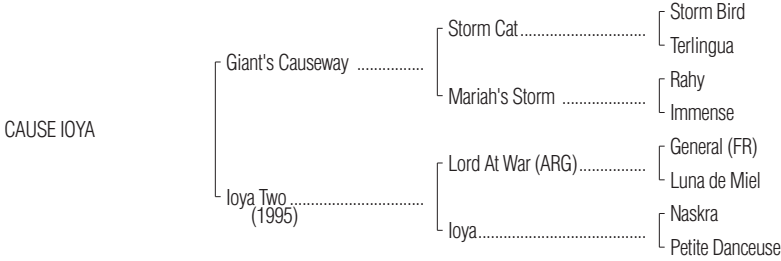 CAUSE IOYA
Giant's Causeway ................
Ioya Two ................................
(1995)
Storm Cat..............................
Mariah's Storm ....................
Lord At War (ARG)................
Ioya........................................
Storm Bird
Terlingua
Rahy
Immense
General (FR)
Luna de Miel
Naskra
Petite Danceuse